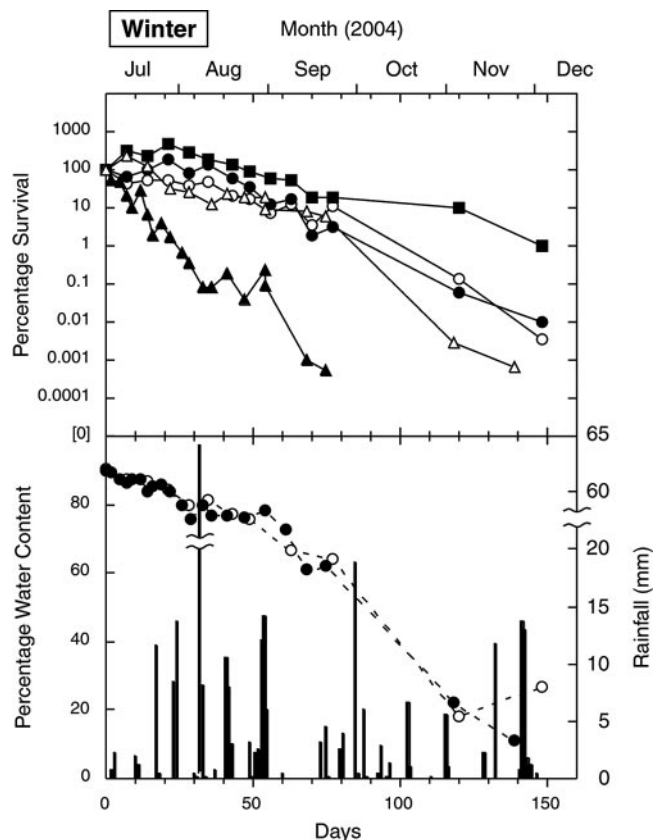 Winter
Month (2004)
Jul Aug Sep Oct Nov Dec
Percentage Survival
1000
100
10
1
0.1
0.01
0.001
0.0001
[0]
Percentage Water Content
80
60
40
20
0
65
60
20
15
10
5
0
Rainfall (mm)
0 50 100 150
Days